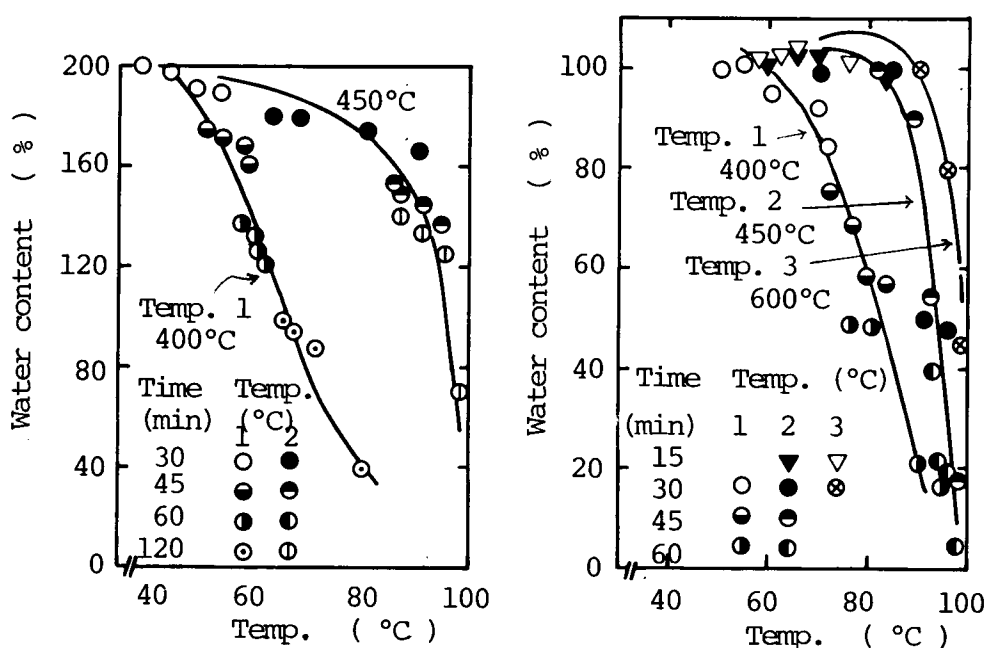 Water content ( % )
200
160
120
80
40
0
450°C
Temp. 1
400°C
Time Temp.
(min) (°C)
1 2
30
45
60
120
40 60 80 100
Temp. ( °C )
Water content ( % )
100
80
60
40
20
0
Temp. 1
400°C
Temp. 2
450°C
Temp. 3
600°C
Time Temp. (°C)
(min) 1 2 3
15
30
45
60
40 60 80 100
Temp. ( °C )